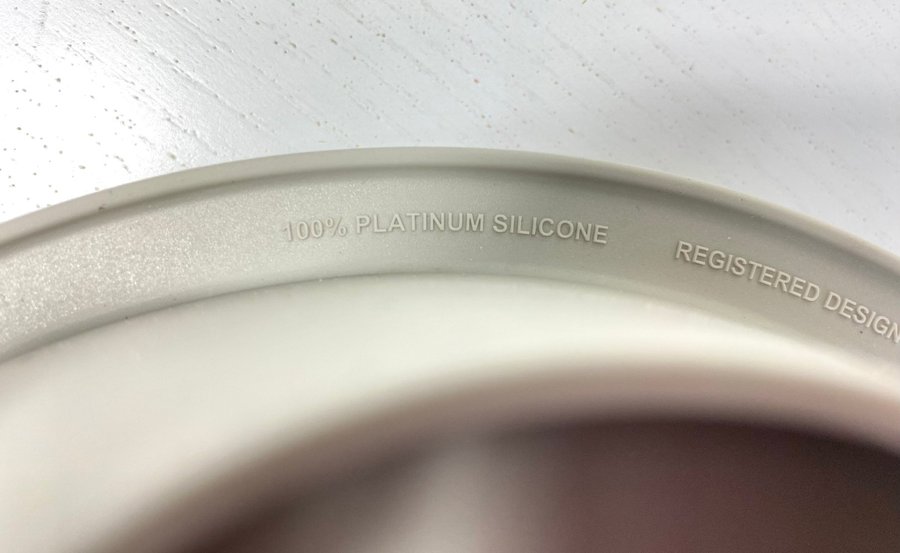 100% PLATINUM SILICONE
REGISTERED DESIGN